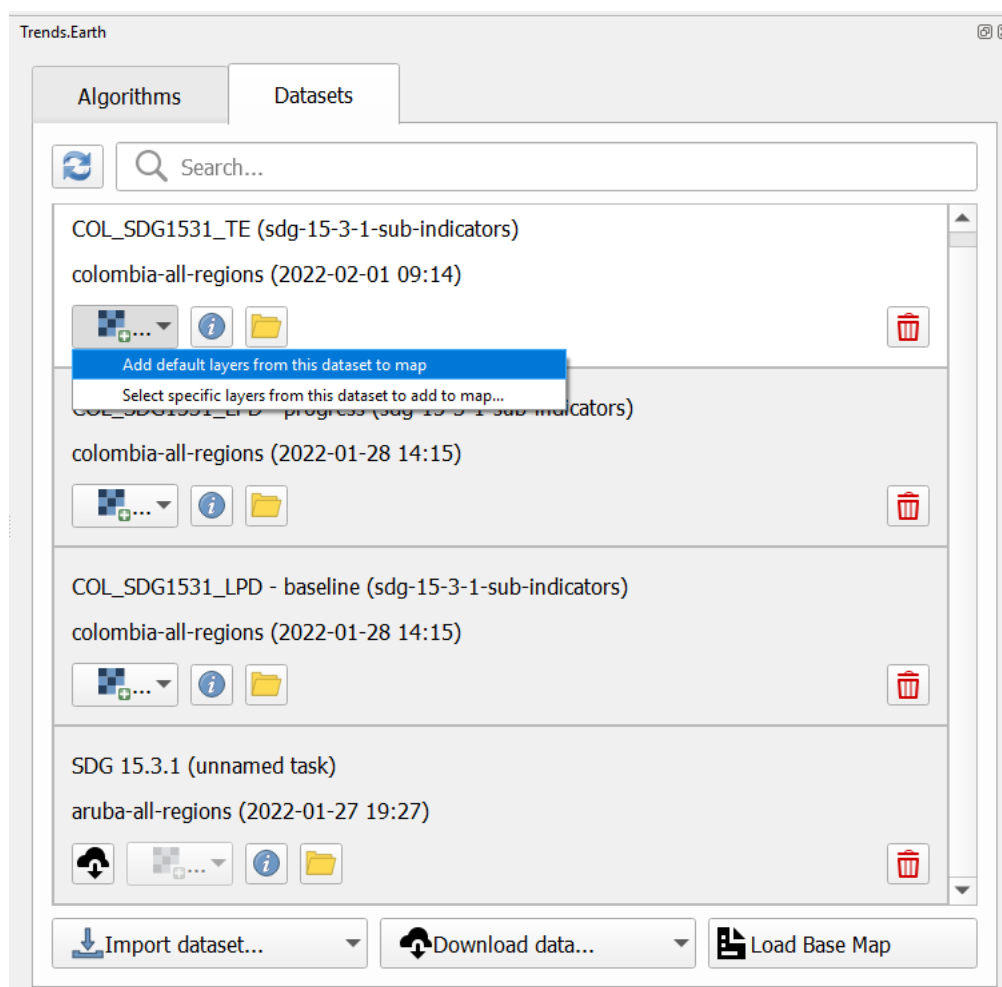 Trends.Earth
Algorithms
Datasets
Search...
COL_SDG1531_TE (sdg-15-3-1-sub-indicators)
colombia-all-regions (2022-02-01 09:14)
...
Add default layers from this dataset to map
Select specific layers from this dataset to add to map...
COL_SDG1531_LPD - progress (sdg-15-3-1-sub-indicators)
colombia-all-regions (2022-01-28 14:15)
...
COL_SDG1531_LPD - baseline (sdg-15-3-1-sub-indicators)
colombia-all-regions (2022-01-28 14:15)
...
SDG 15.3.1 (unnamed task)
aruba-all-regions (2022-01-27 19:27)
...
Import dataset...
Download data...
Load Base Map